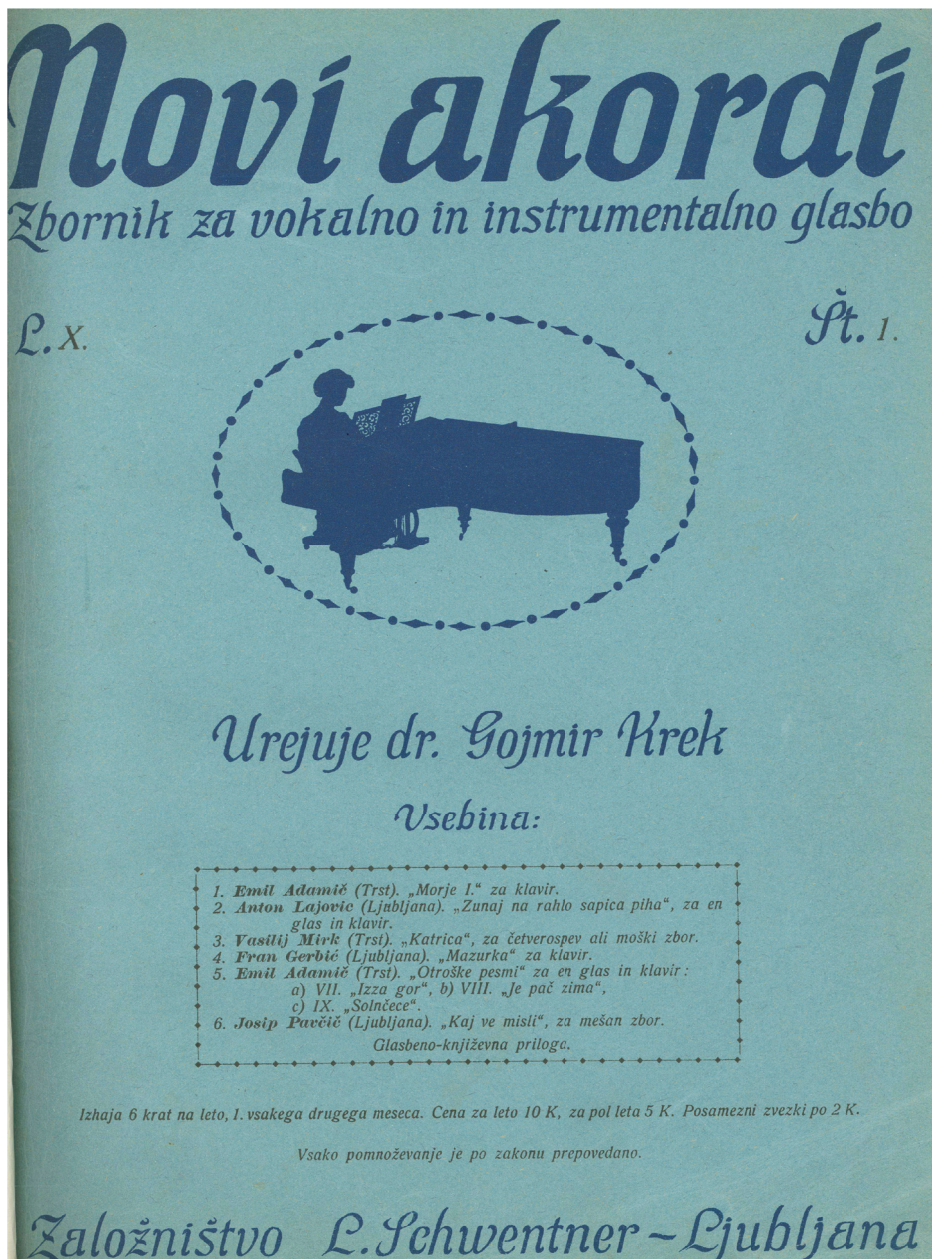 Novi akordi
Zbornik za vokalno in instrumentalno glasbo
L. X.
Št. 1.
Urejuje dr. Gojmir Krek
Vsebina:
1. Emil Adamič (Trst). „Morje I.“ za klavir.
2. Anton Lajovic (Ljubljana). „Zunaj na rahlo sapica piha“, za en
glas in klavir.
3. Vasilij Mirk (Trst). „Katrica“, za četverospev ali moški zbor.
4. Fran Gerbić (Ljubljana). „Mazurka“ za klavir.
5. Emil Adamič (Trst). „Otroške pesmi“ za en glas in klavir:
a) VII. „Izza gor“, b) VIII. „Je pač zima“,
c) IX. „Solnčece“.
6. Josip Pavčič (Ljubljana). „Kaj ve misli“, za mešan zbor.
Glasbeno-književna priloga.
Izhaja 6 krat na leto, 1. vsakega drugega meseca. Cena za leto 10 K, za pol leta 5 K. Posamezni zvezki po 2 K.
Vsako pomnoževanje je po zakonu prepovedano.
Založništvo L. Schwentner - Ljubljana